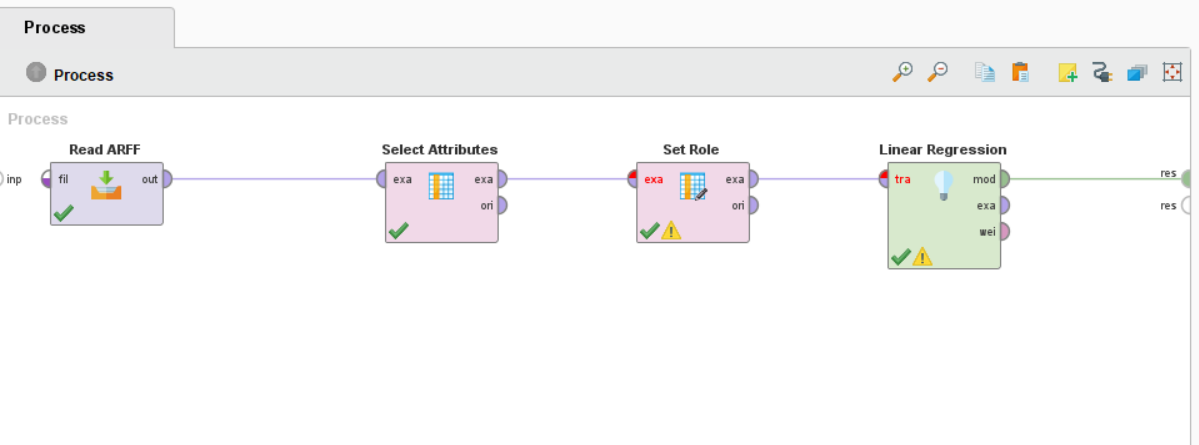 Process
Process
Process
Read ARFF
Select Attributes
Set Role
Linear Regression
inp
fil
out
exa
exa
ori
exa
exa
ori
tra
mod
exa
wei
res
res